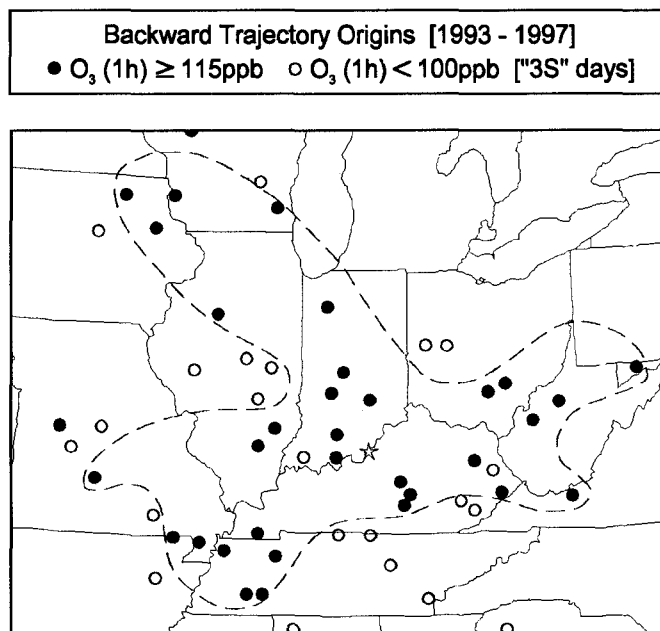 Backward Trajectory Origins [1993 - 1997]
● O₃ (1h) ≥ 115ppb ○ O₃ (1h) < 100ppb ["3S" days]